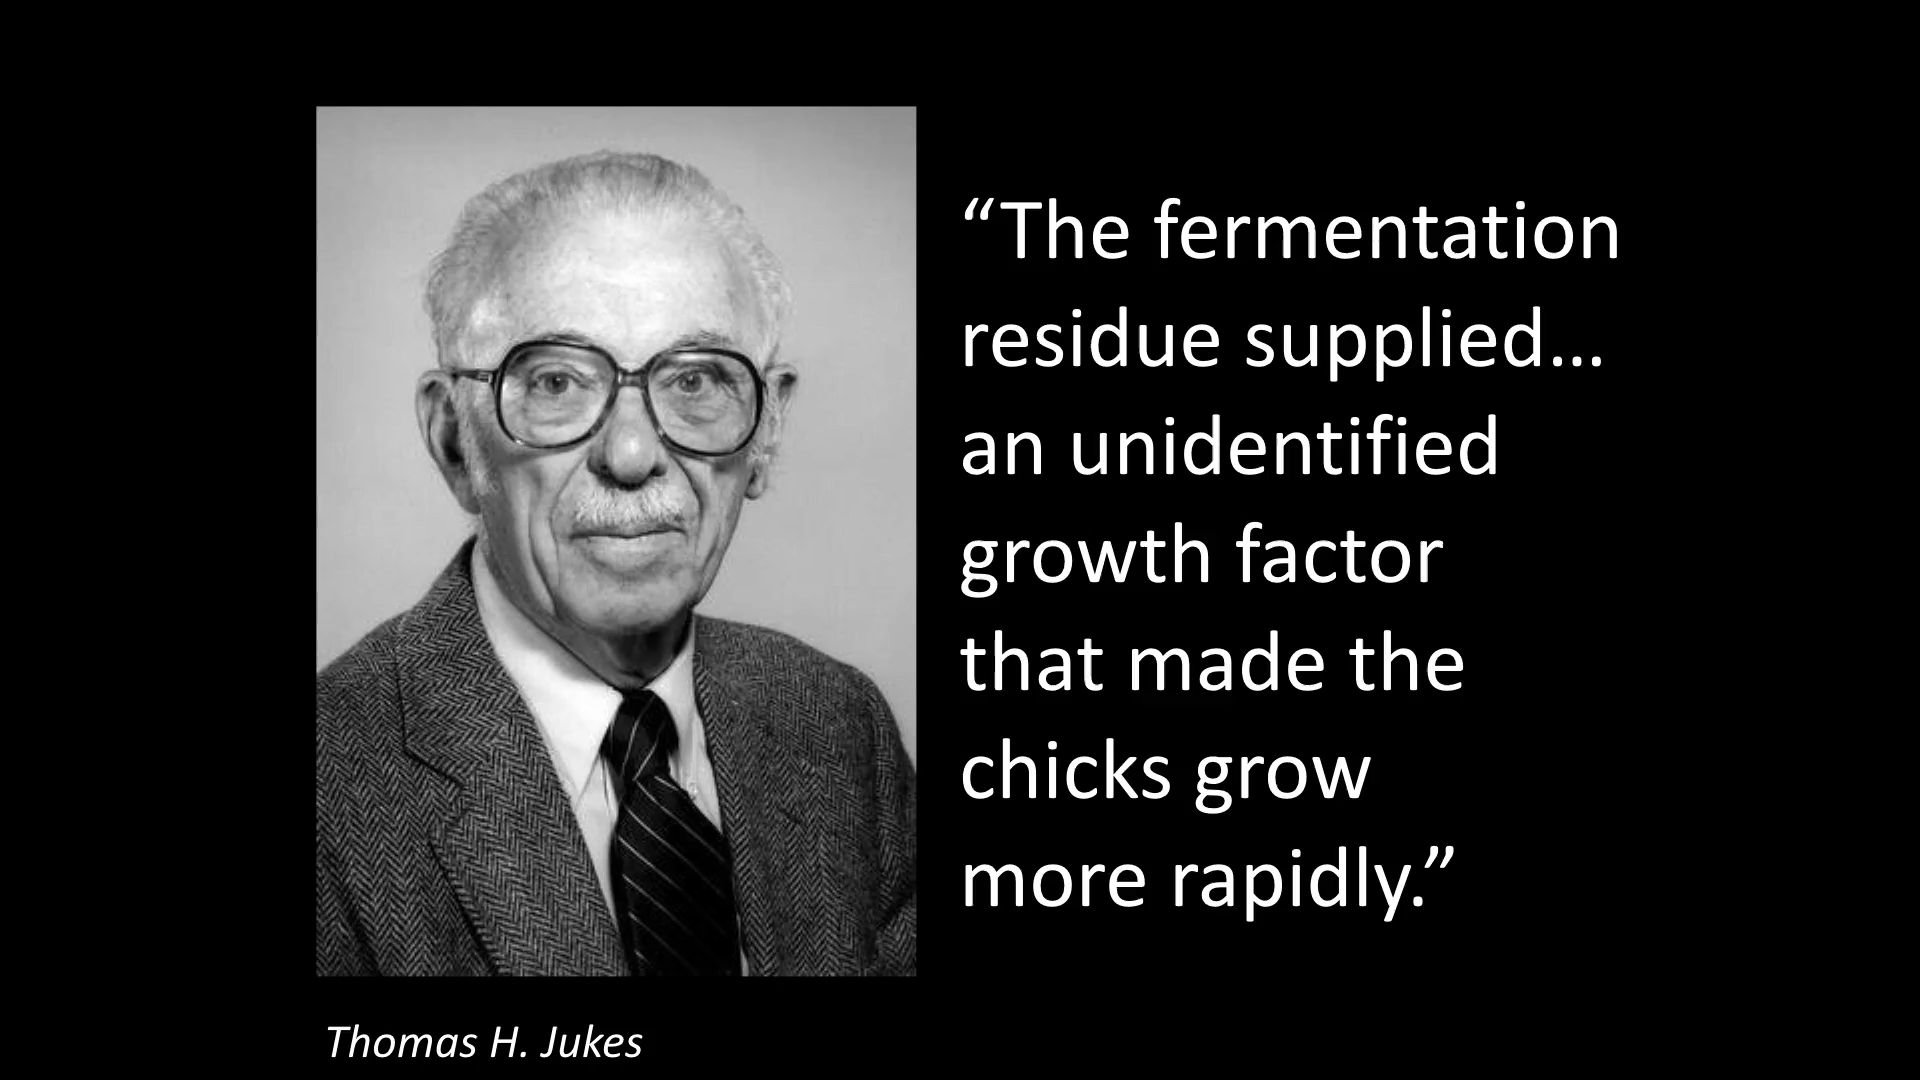 “The fermentation
residue supplied…
an unidentified
growth factor
that made the
chicks grow
more rapidly.”
Thomas H. Jukes